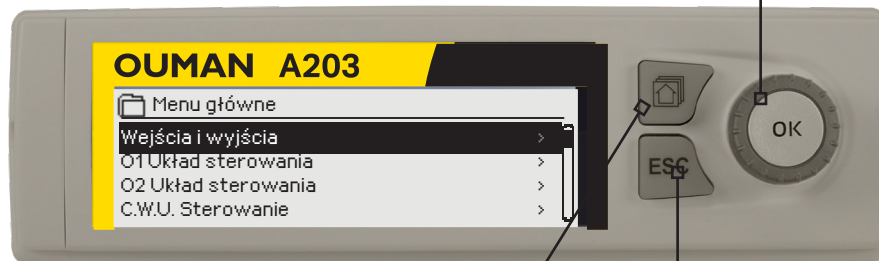 OUMAN A203
Menu główne
Wejścia i wyjścia >
O1 Układ sterowania >
O2 Układ sterowania >
C.W.U. Sterowanie >
OK
ESC